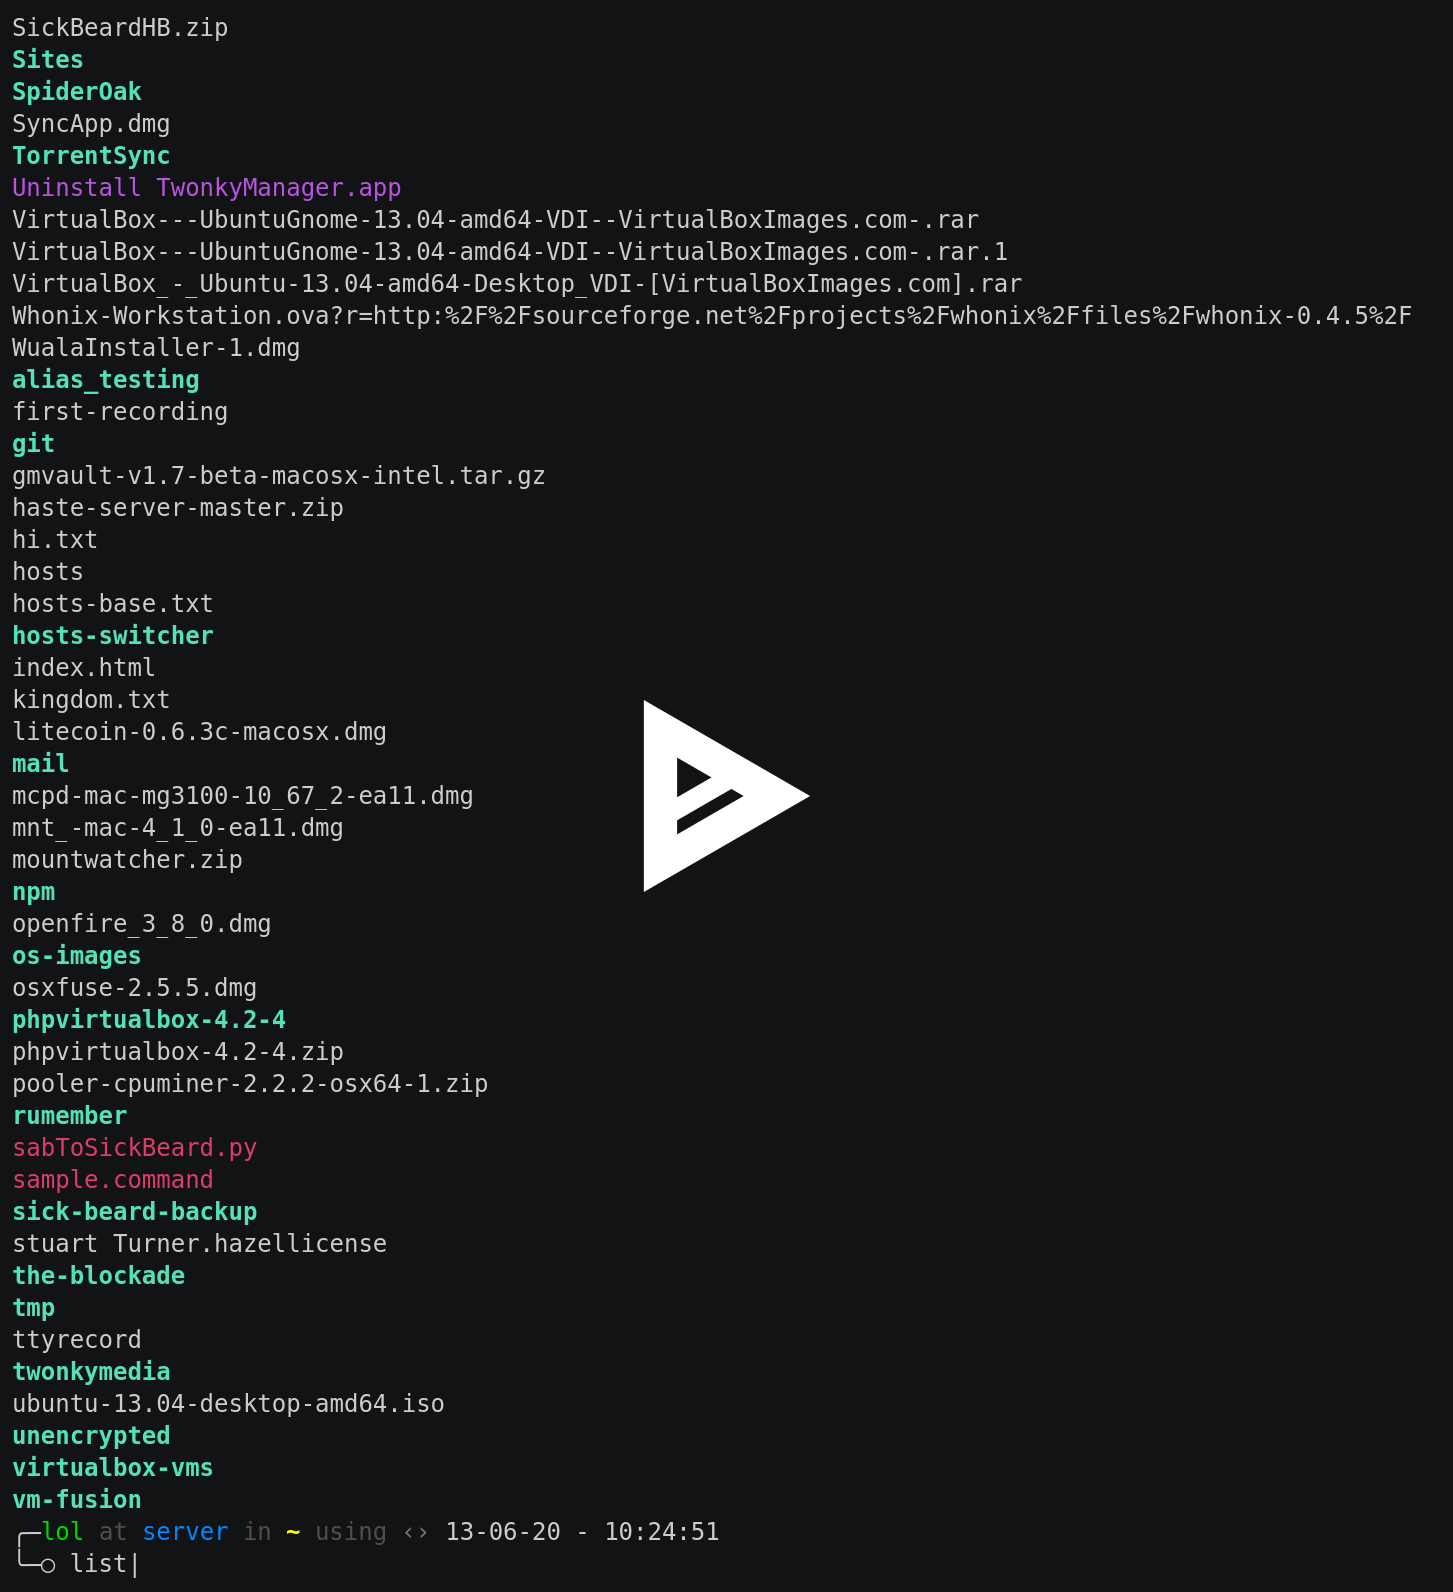 SickBeardHB.zip
Sites
SpiderOak
SyncApp.dmg
TorrentSync
Uninstall TwonkyManager.app
VirtualBox---UbuntuGnome-13.04-amd64-VDI--VirtualBoxImages.com-.rar
VirtualBox---UbuntuGnome-13.04-amd64-VDI--VirtualBoxImages.com-.rar.1
VirtualBox_-_Ubuntu-13.04-amd64-Desktop_VDI-[VirtualBoxImages.com].rar
Whonix-Workstation.ova?r=http:%2F%2Fsourceforge.net%2Fprojects%2Fwhonix%2Ffiles%2Fwhonix-0.4.5%2F
WualaInstaller-1.dmg
alias_testing
first-recording
git
gmvault-v1.7-beta-macosx-intel.tar.gz
haste-server-master.zip
hi.txt
hosts
hosts-base.txt
hosts-switcher
index.html
kingdom.txt
litecoin-0.6.3c-macosx.dmg
mail
mcpd-mac-mg3100-10_67_2-ea11.dmg
mnt_-mac-4_1_0-ea11.dmg
mountwatcher.zip
npm
openfire_3_8_0.dmg
os-images
osxfuse-2.5.5.dmg
phpvirtualbox-4.2-4
phpvirtualbox-4.2-4.zip
pooler-cpuminer-2.2.2-osx64-1.zip
rumember
sabToSickBeard.py
sample.command
sick-beard-backup
stuart Turner.hazellicense
the-blockade
tmp
ttyrecord
twonkymedia
ubuntu-13.04-desktop-amd64.iso
unencrypted
virtualbox-vms
vm-fusion
╭─lol at server in ~ using ‹› 13-06-20 - 10:24:51
╰─○ list|